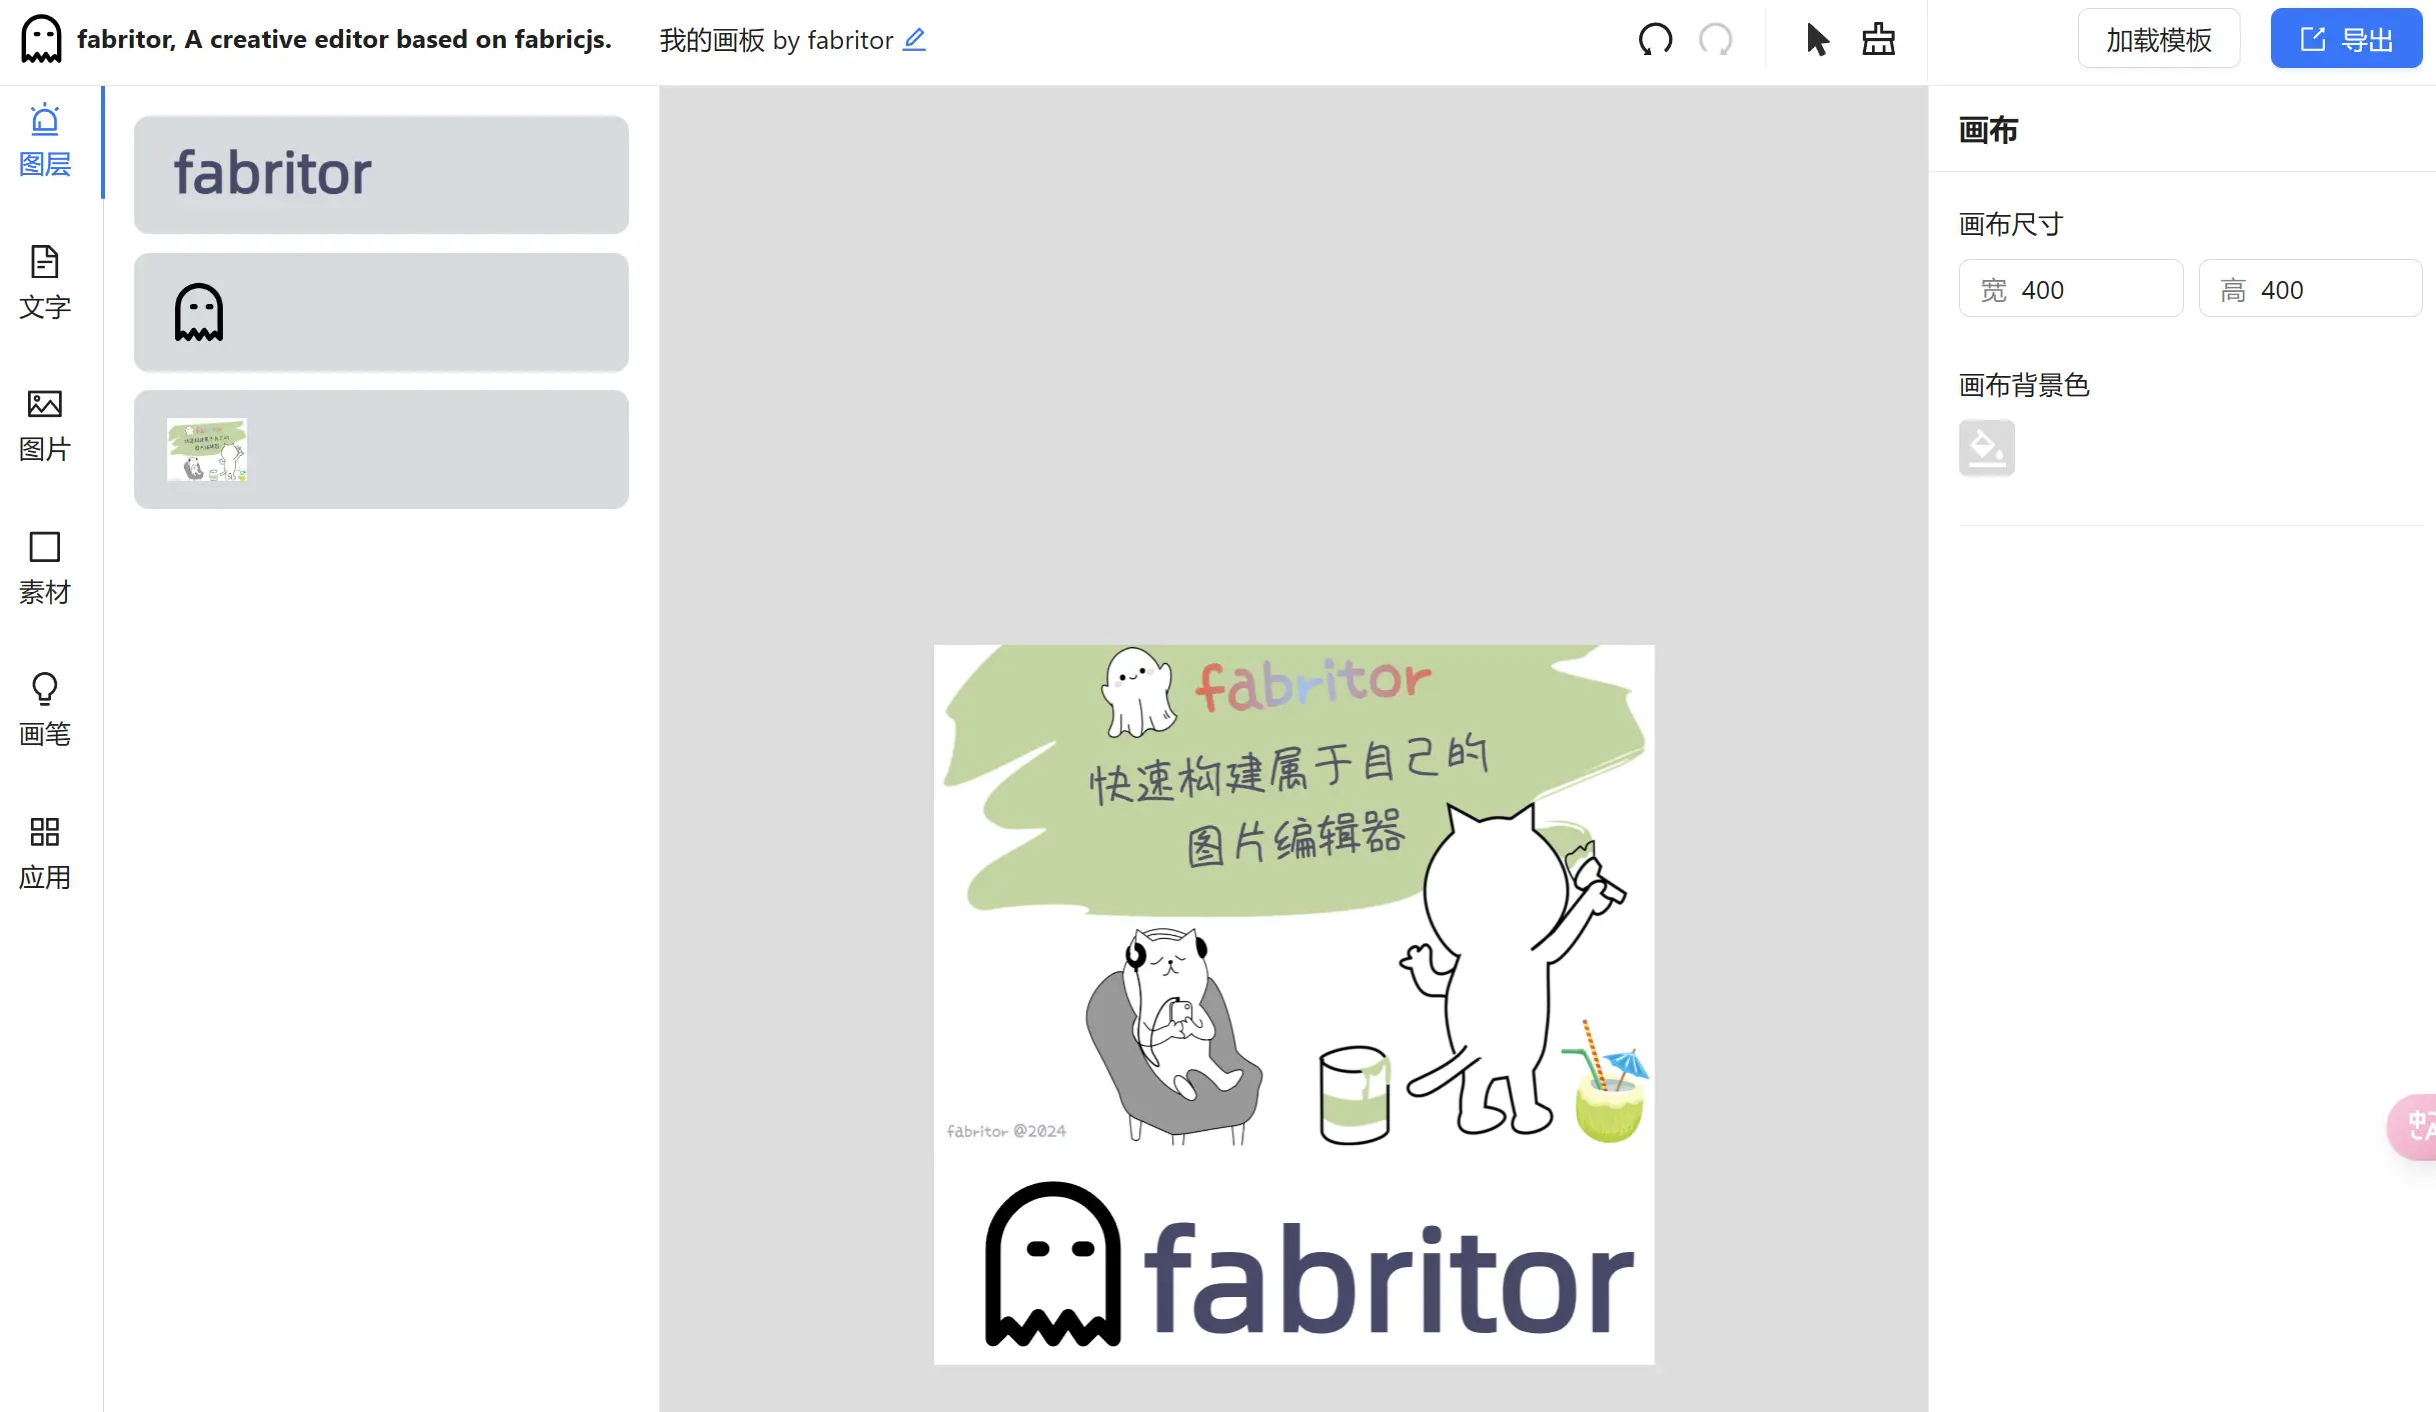 fabritor, A creative editor based on fabricjs.
我的画板 by fabritor
加载模板
导出
图层
文字
图片
素材
画笔
应用
fabritor
fabritor
快速构建属于自己的
图片编辑器
fabritor @2024
fabritor
画布
画布尺寸
宽 400
高 400
画布背景色